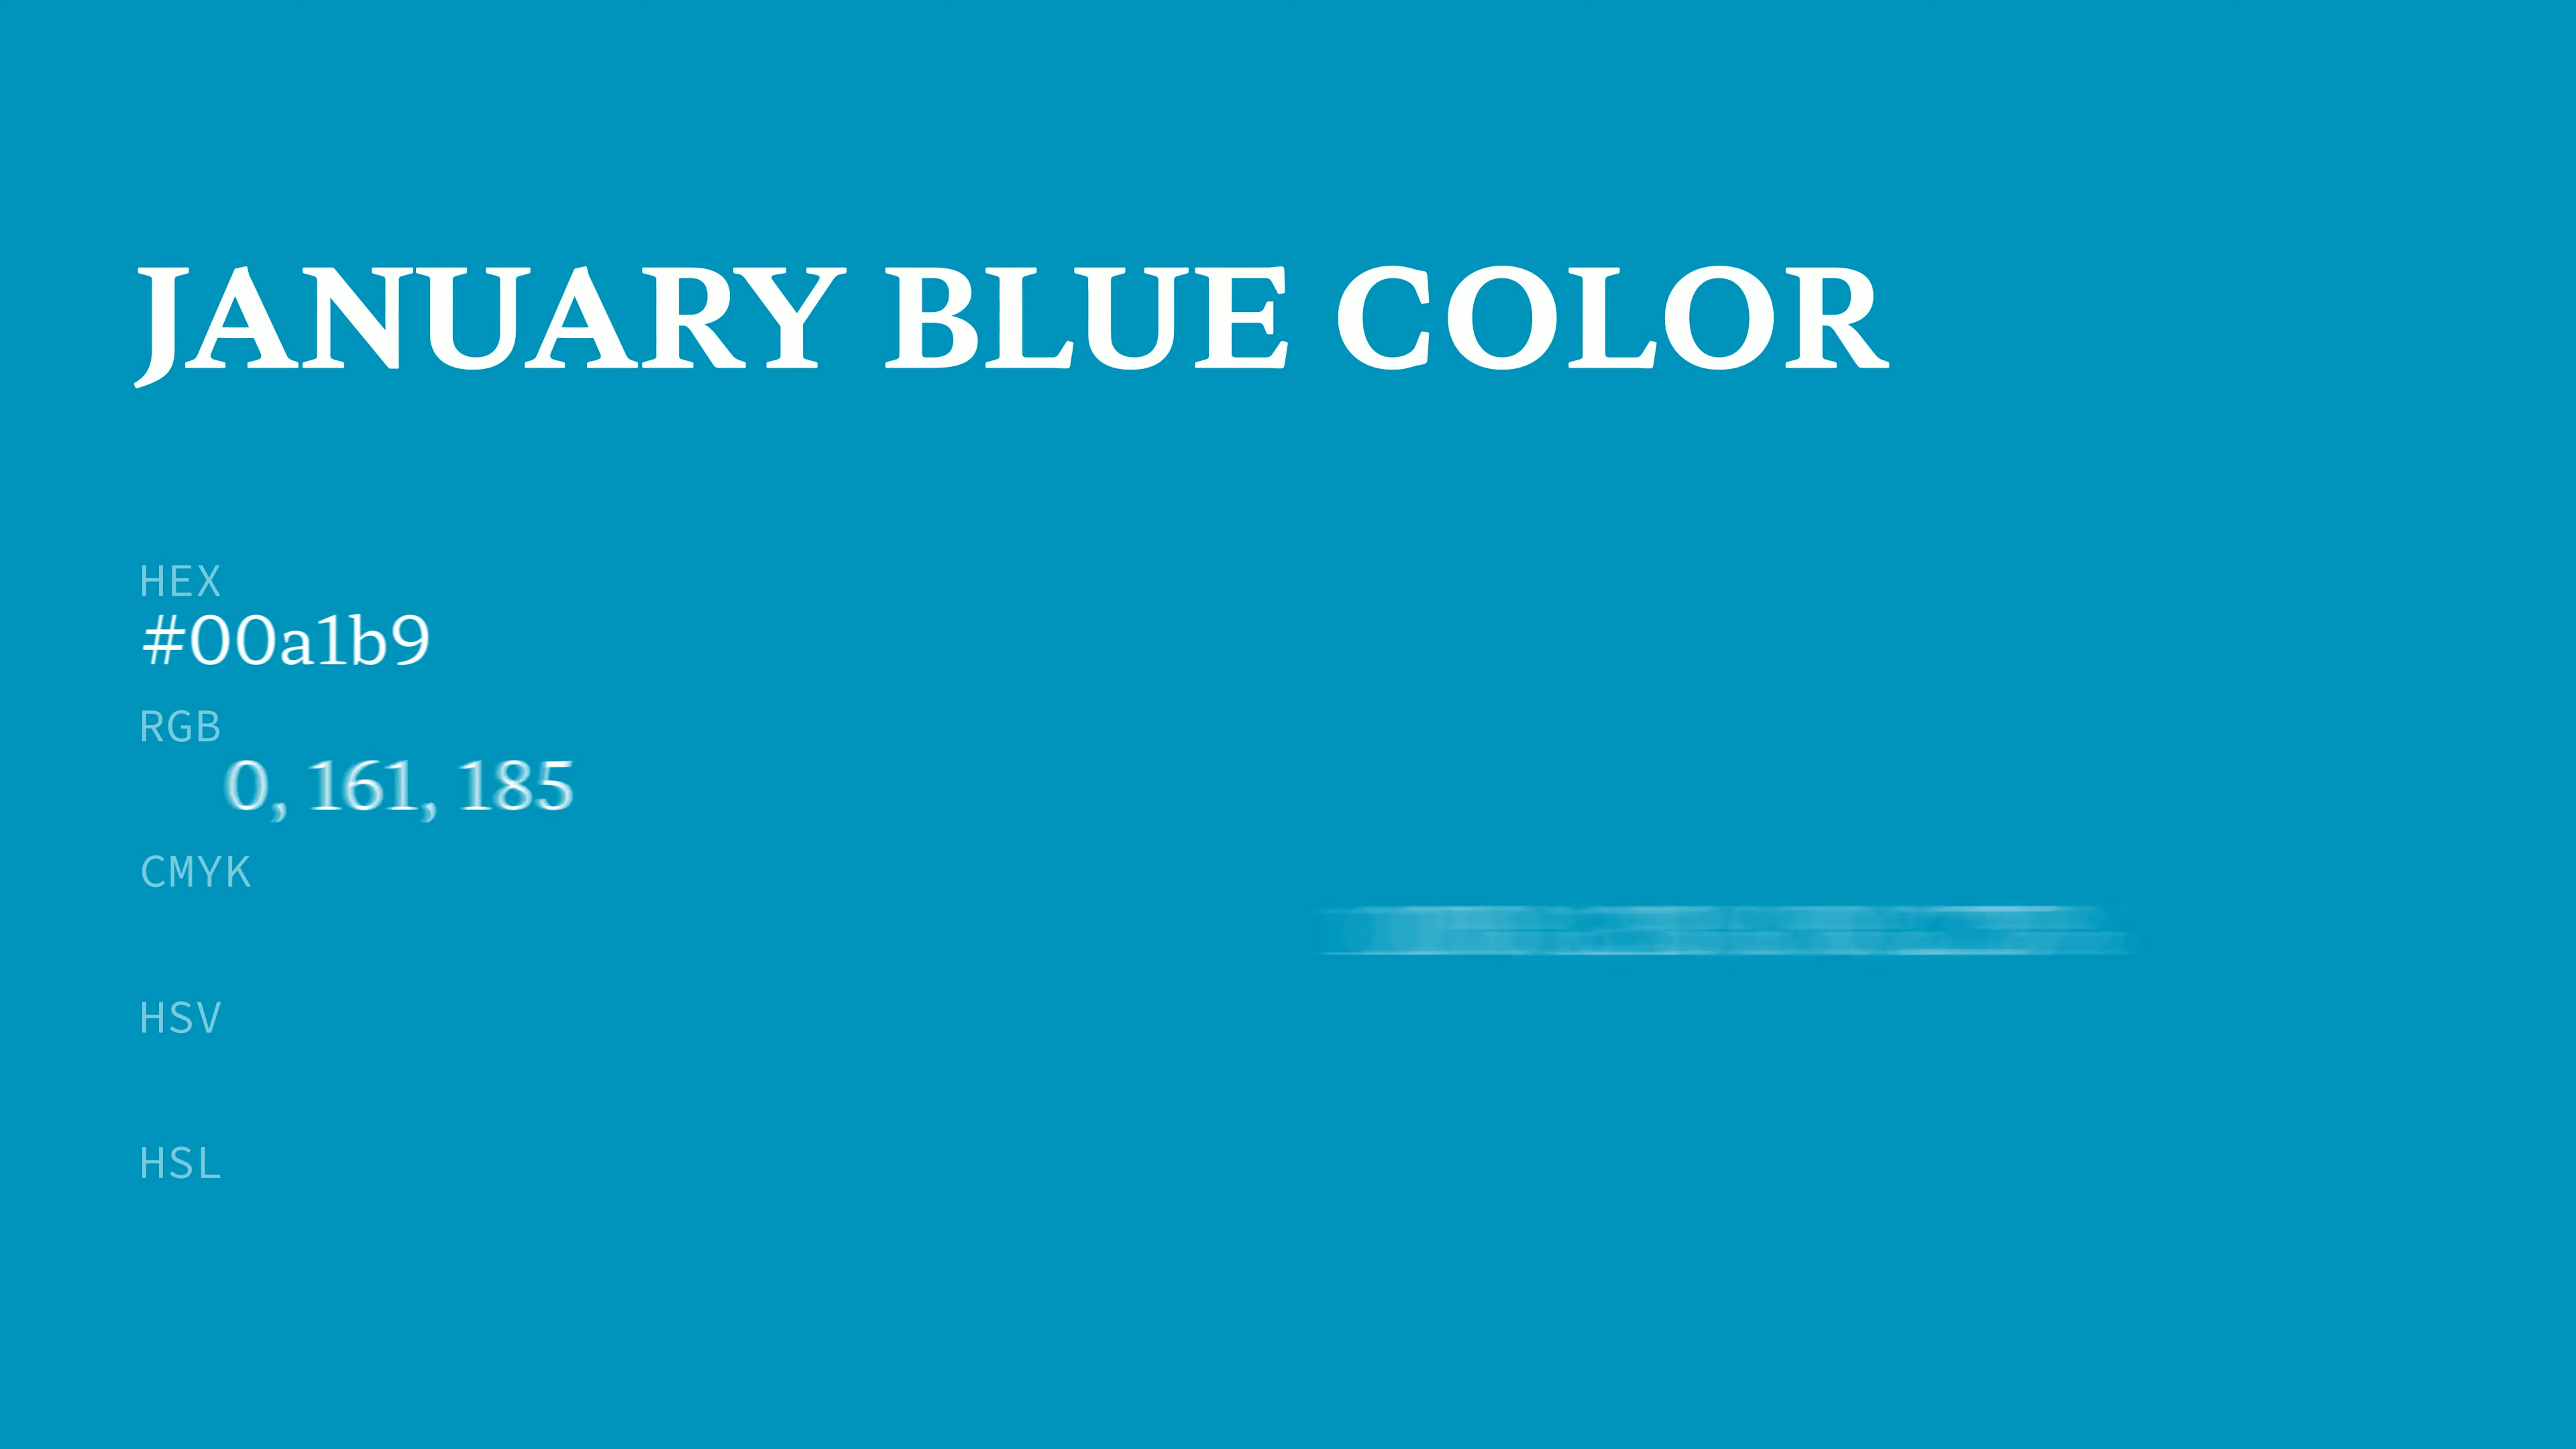 JANUARY BLUE COLOR
HEX
#00a1b9
RGB
0, 161, 185
CMYK
HSV
HSL